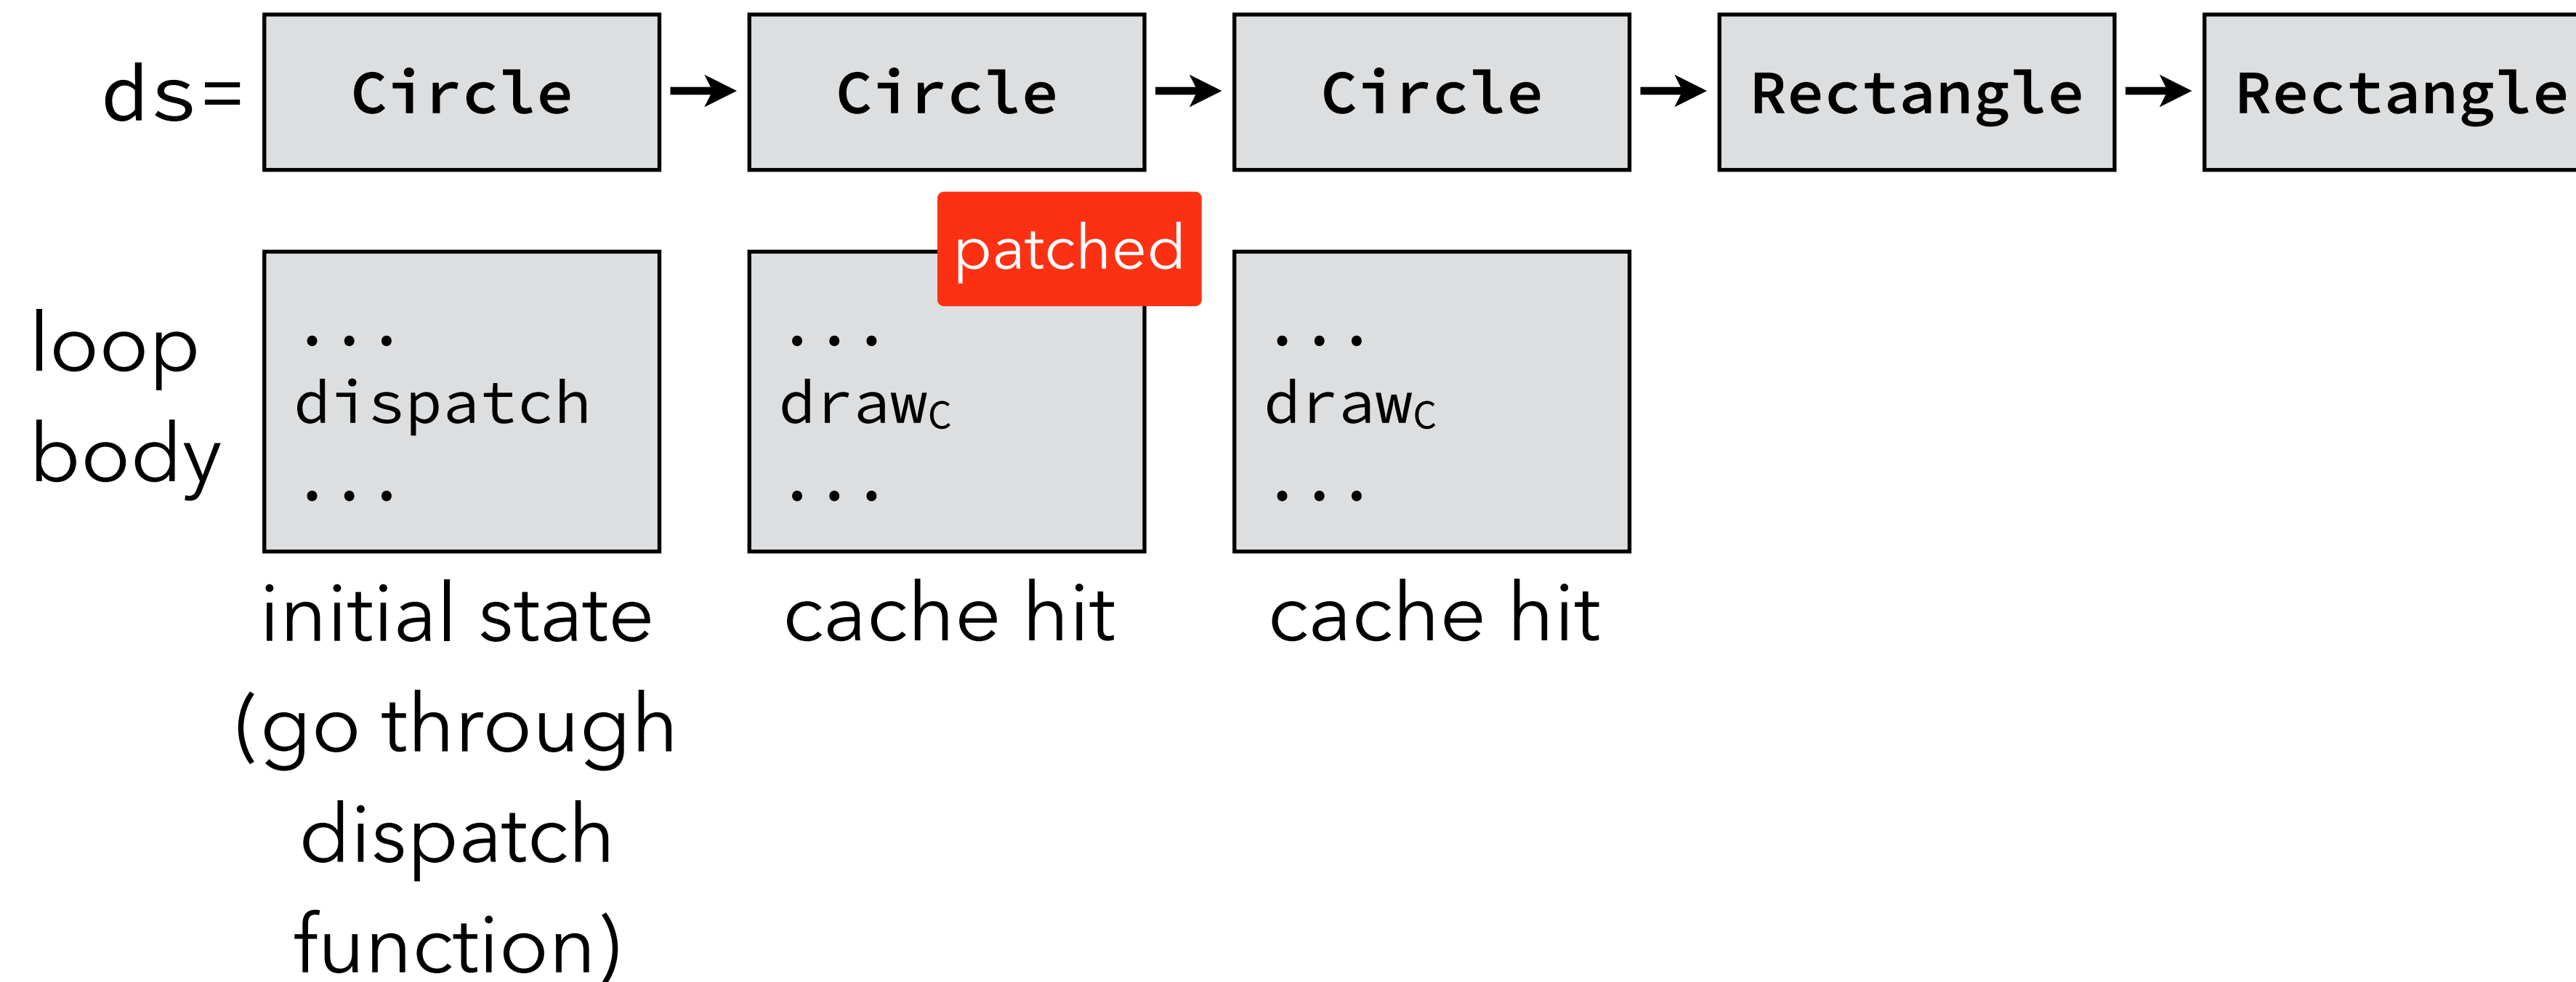 ds= Circle Circle Circle Rectangle Rectangle
patched
loop
body
...
dispatch
...
...
drawC
...
...
drawC
...
initial state
(go through
dispatch
function)
cache hit
cache hit